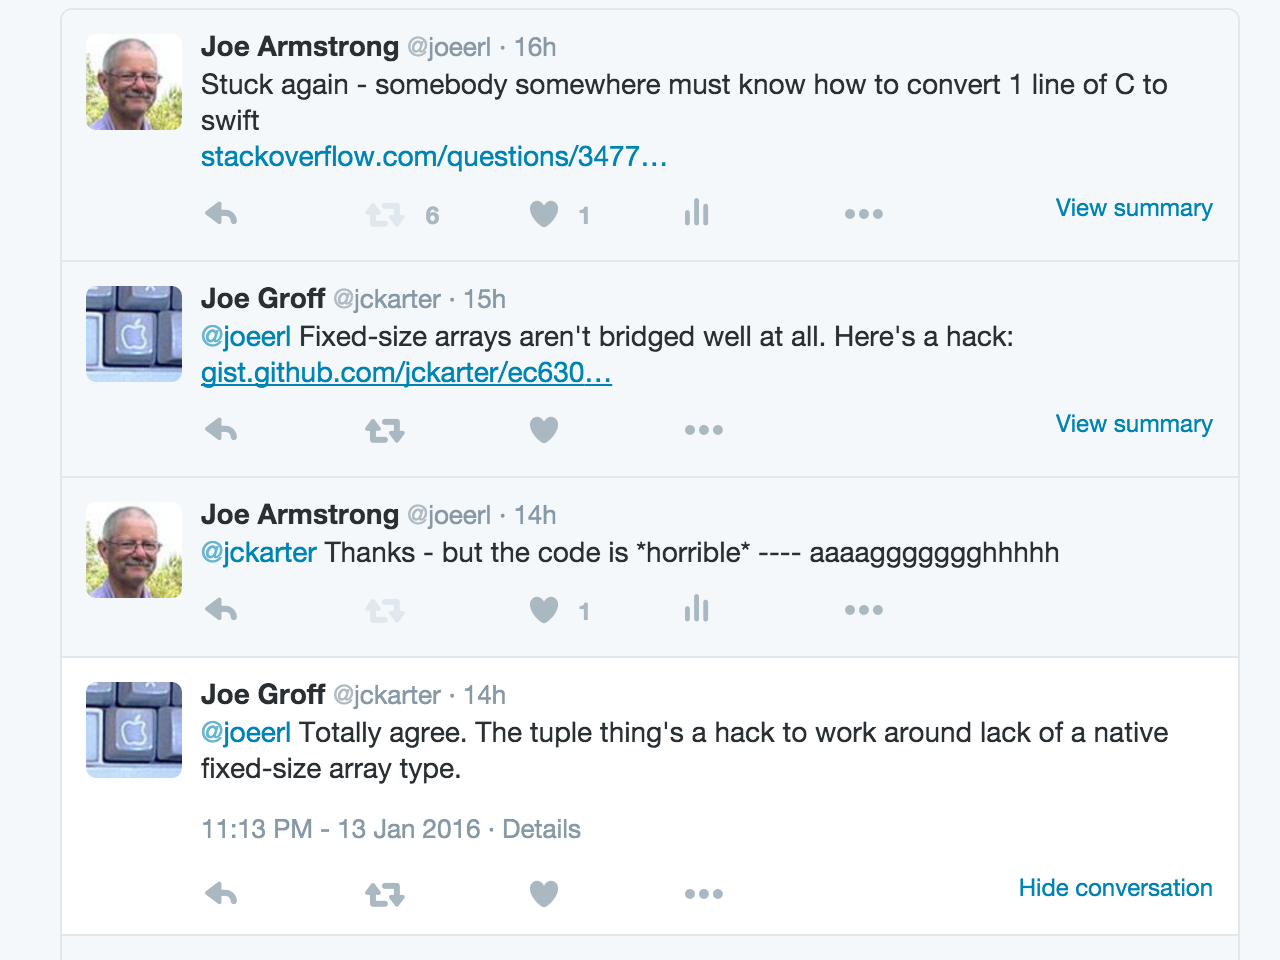 Joe Armstrong @joeerl · 16h
Stuck again - somebody somewhere must know how to convert 1 line of C to
swift
stackoverflow.com/questions/3477…
6 1 View summary
Joe Groff @jckarter · 15h
@joeerl Fixed-size arrays aren't bridged well at all. Here's a hack:
gist.github.com/jckarter/ec630…
View summary
Joe Armstrong @joeerl · 14h
@jckarter Thanks - but the code is *horrible* ---- aaaaggggggghhhhh
1
Joe Groff @jckarter · 14h
@joeerl Totally agree. The tuple thing's a hack to work around lack of a native
fixed-size array type.
11:13 PM - 13 Jan 2016 · Details
Hide conversation